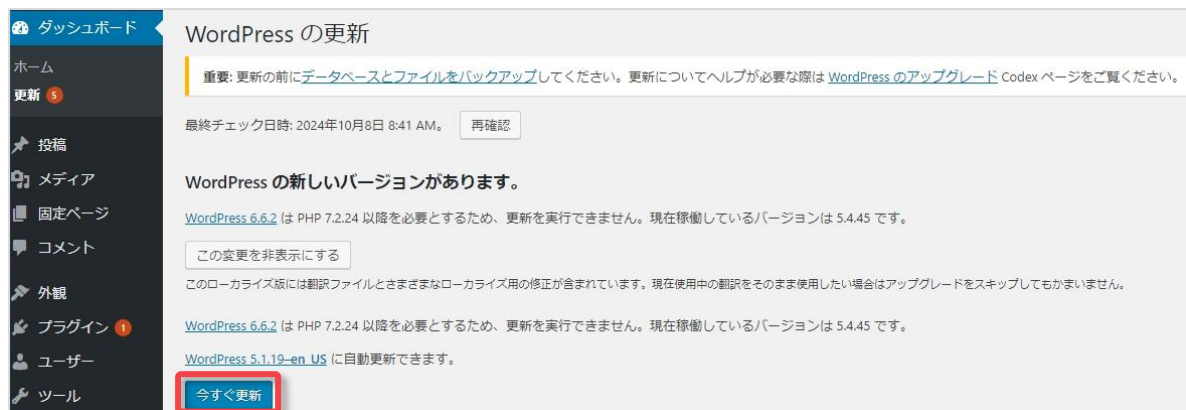 ダッシュボード
ホーム
更新 5
投稿
メディア
固定ページ
コメント
外観
プラグイン 1
ユーザー
ツール
WordPress の更新
重要: 更新の前にデータベースとファイルをバックアップしてください。更新についてヘルプが必要な際は WordPress のアップグレード Codex ページをご覧ください。
最終チェック日時: 2024年10月8日 8:41 AM。 再確認
WordPress の新しいバージョンがあります。
WordPress 6.6.2 は PHP 7.2.24 以降を必要とするため、更新を実行できません。現在稼働しているバージョンは 5.4.45 です。
この変更を非表示にする
このローカライズ版には翻訳ファイルとさまざまなローカライズ用の修正が含まれています。現在使用中の翻訳をそのまま使用したい場合はアップグレードをスキップしてもかまいません。
WordPress 6.6.2 は PHP 7.2.24 以降を必要とするため、更新を実行できません。現在稼働しているバージョンは 5.4.45 です。
WordPress 5.1.19–en_US に自動更新できます。
今すぐ更新